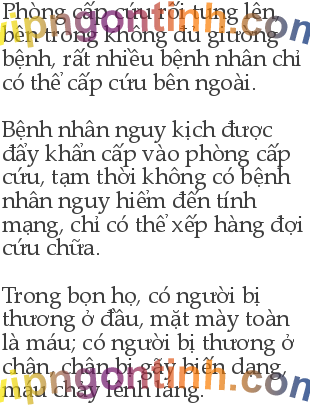 Phòng cấp cứu rối tung lên,
bên trong không đủ giường
bệnh, rất nhiều bệnh nhân chỉ
có thể cấp cứu bên ngoài.
Bệnh nhân nguy kịch được
đẩy khẩn cấp vào phòng cấp
cứu, tạm thời không có bệnh
nhân nguy hiểm đến tính
mạng, chỉ có thể xếp hàng đợi
cứu chữa.
Trong bọn họ, có người bị
thương ở đầu, mặt mày toàn
là máu; có người bị thương ở
chân, chân bị gãy biến dạng,
máu chảy lênh láng.
vipngontinh.com
vipngontinh.com